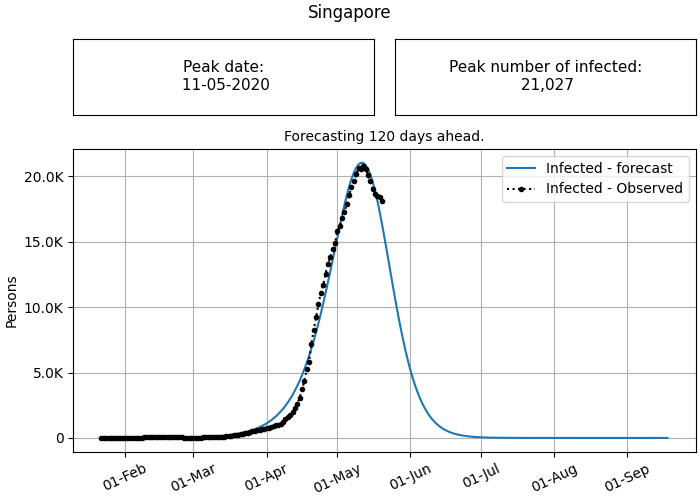 Singapore
Peak date:
11-05-2020
Peak number of infected:
21,027
Forecasting 120 days ahead.
Infected - forecast
Infected - Observed
20.0K
15.0K
10.0K
5.0K
0
Persons
01-Feb
01-Mar
01-Apr
01-May
01-Jun
01-Jul
01-Aug
01-Sep